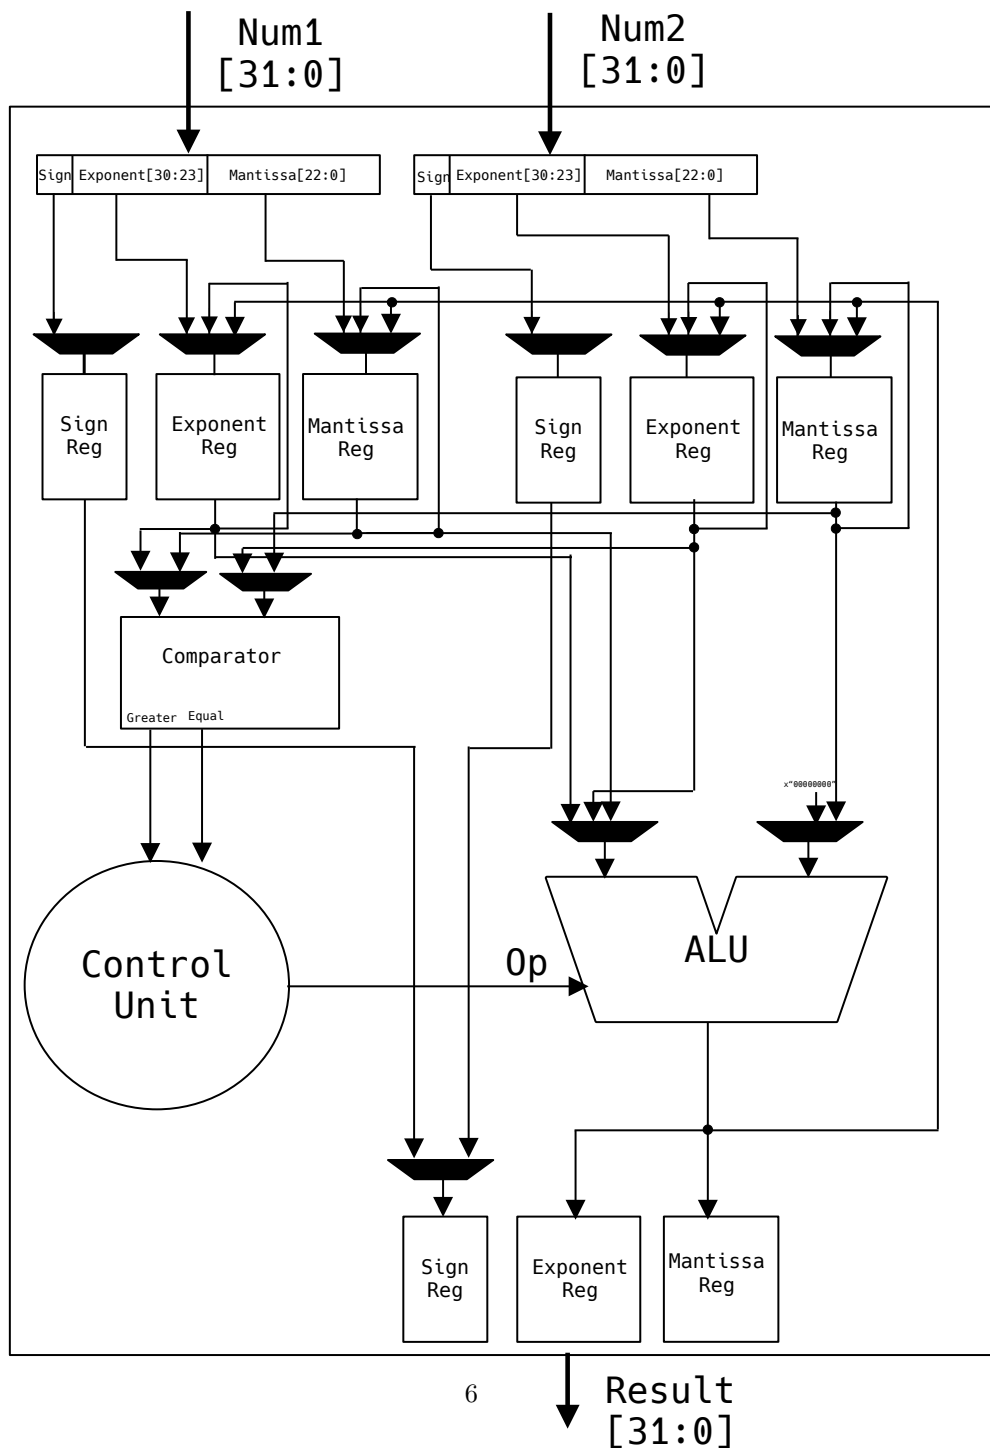 Num1
[31:0]
Num2
[31:0]
Sign Exponent[30:23] Mantissa[22:0]
Sign Exponent[30:23] Mantissa[22:0]
Sign
Reg
Exponent
Reg
Mantissa
Reg
Sign
Reg
Exponent
Reg
Mantissa
Reg
Comparator
Greater Equal
x"00000000"
Control
Unit
Op
ALU
Sign
Reg
Exponent
Reg
Mantissa
Reg
6
Result
[31:0]